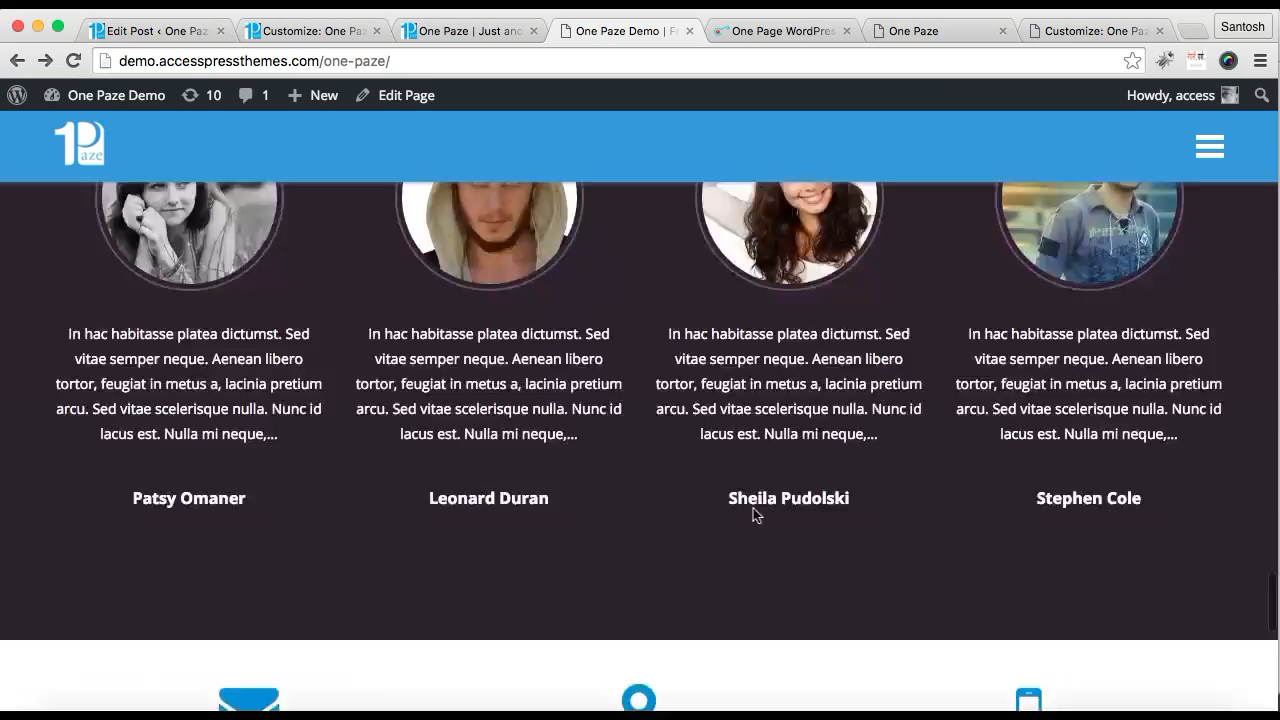 Edit Post ‹ One Paz
Customize: One Pa
One Paze | Just and
One Paze Demo | F
One Page WordPres
One Paze
Customize: One Paz
Santosh
demo.accesspressthemes.com/one-paze/
One Paze Demo
10
1
New
Edit Page
Howdy, access
1Paze
In hac habitasse platea dictumst. Sed
vitae semper neque. Aenean libero
tortor, feugiat in metus a, lacinia pretium
arcu. Sed vitae scelerisque nulla. Nunc id
lacus est. Nulla mi neque,...
Patsy Omaner
In hac habitasse platea dictumst. Sed
vitae semper neque. Aenean libero
tortor, feugiat in metus a, lacinia pretium
arcu. Sed vitae scelerisque nulla. Nunc id
lacus est. Nulla mi neque,...
Leonard Duran
In hac habitasse platea dictumst. Sed
vitae semper neque. Aenean libero
tortor, feugiat in metus a, lacinia pretium
arcu. Sed vitae scelerisque nulla. Nunc id
lacus est. Nulla mi neque,...
Sheila Pudolski
In hac habitasse platea dictumst. Sed
vitae semper neque. Aenean libero
tortor, feugiat in metus a, lacinia pretium
arcu. Sed vitae scelerisque nulla. Nunc id
lacus est. Nulla mi neque,...
Stephen Cole